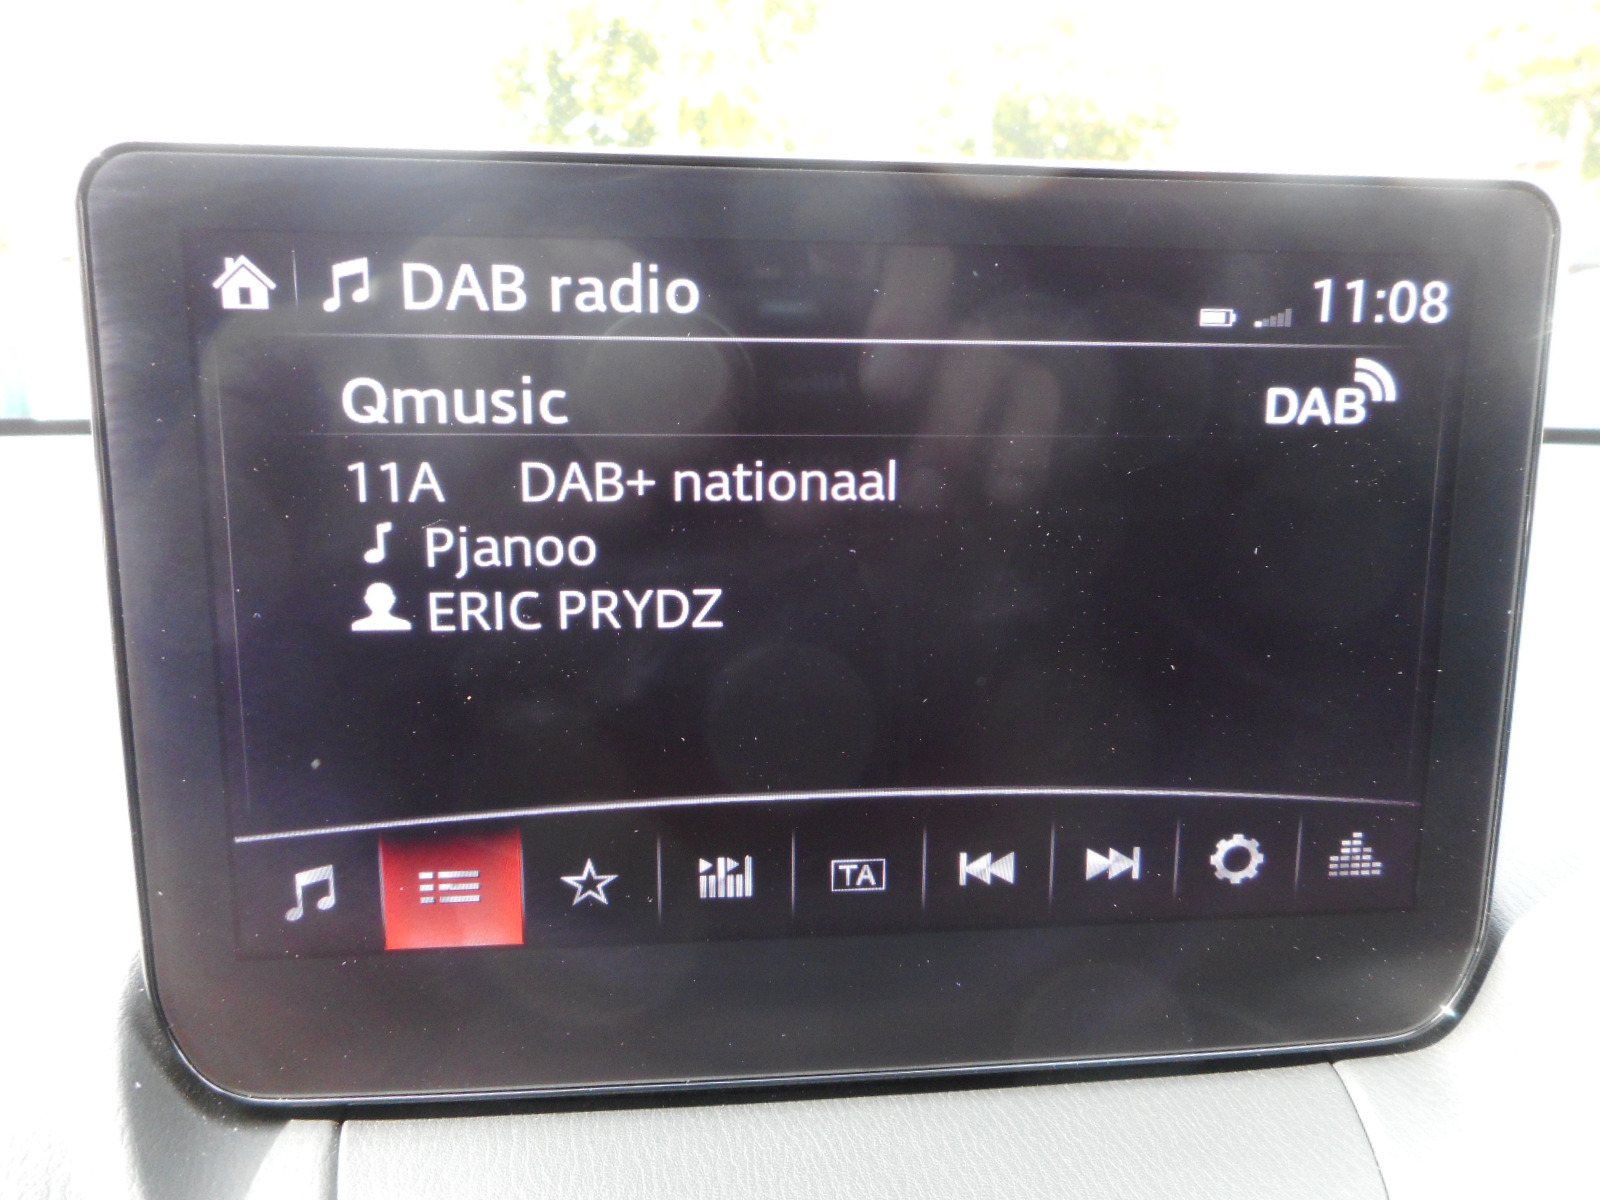 DAB radio
11:08
Qmusic
DAB
11A DAB+ nationaal
Pjanoo
ERIC PRYDZ
TA